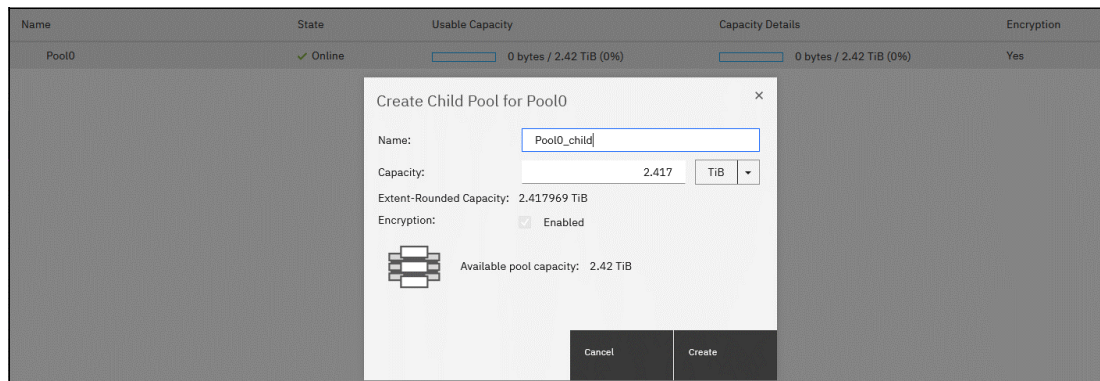 Name State Usable Capacity Capacity Details Encryption
Pool0 Online 0 bytes / 2.42 TiB (0%) 0 bytes / 2.42 TiB (0%) Yes
Create Child Pool for Pool0
Name: Pool0_child
Capacity: 2.417 TiB
Extent-Rounded Capacity: 2.417969 TiB
Encryption: Enabled
Available pool capacity: 2.42 TiB
Cancel Create